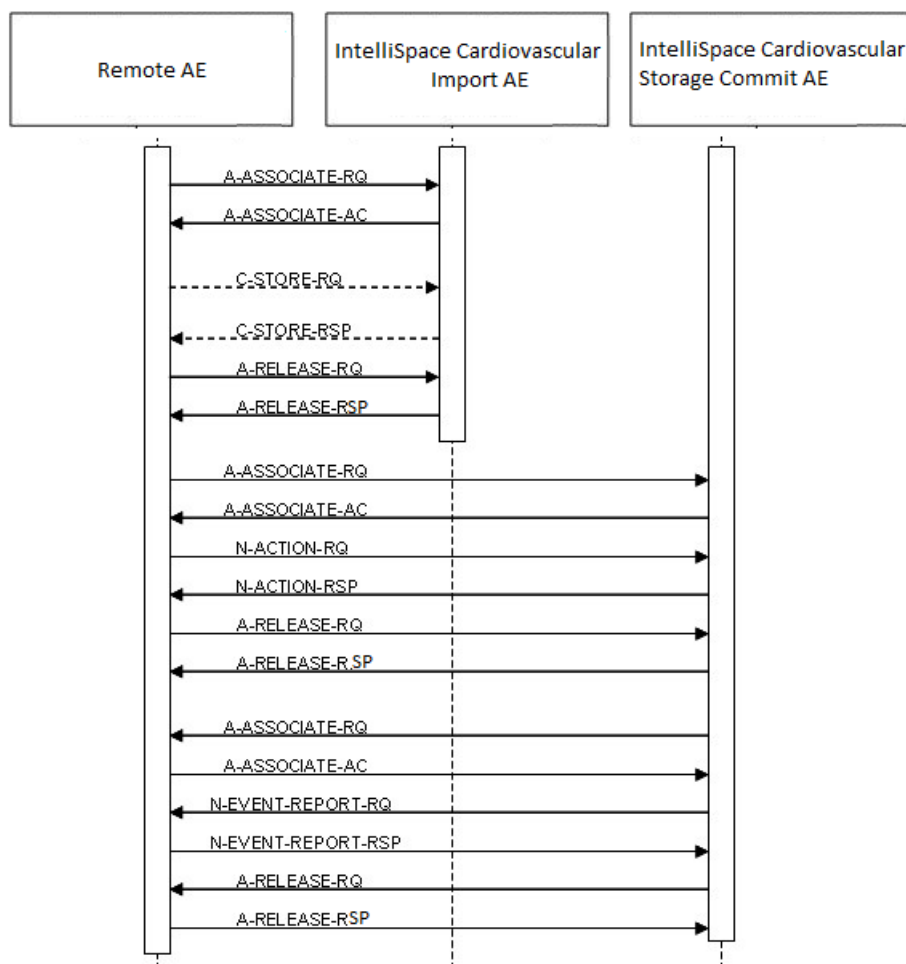 Remote AE
IntelliSpace Cardiovascular
Import AE
IntelliSpace Cardiovascular
Storage Commit AE
A-ASSOCIATE-RQ
A-ASSOCIATE-AC
C-STORE-RQ
C-STORE-RSP
A-RELEASE-RQ
A-RELEASE-RSP
A-ASSOCIATE-RQ
A-ASSOCIATE-AC
N-ACTION-RQ
N-ACTION-RSP
A-RELEASE-RQ
A-RELEASE-R.SP
A-ASSOCIATE-RQ
A-ASSOCIATE-AC
N-EVENT-REPORT-RQ
N-EVENT-REPORT-RSP
A-RELEASE-RQ
A-RELEASE-RSP